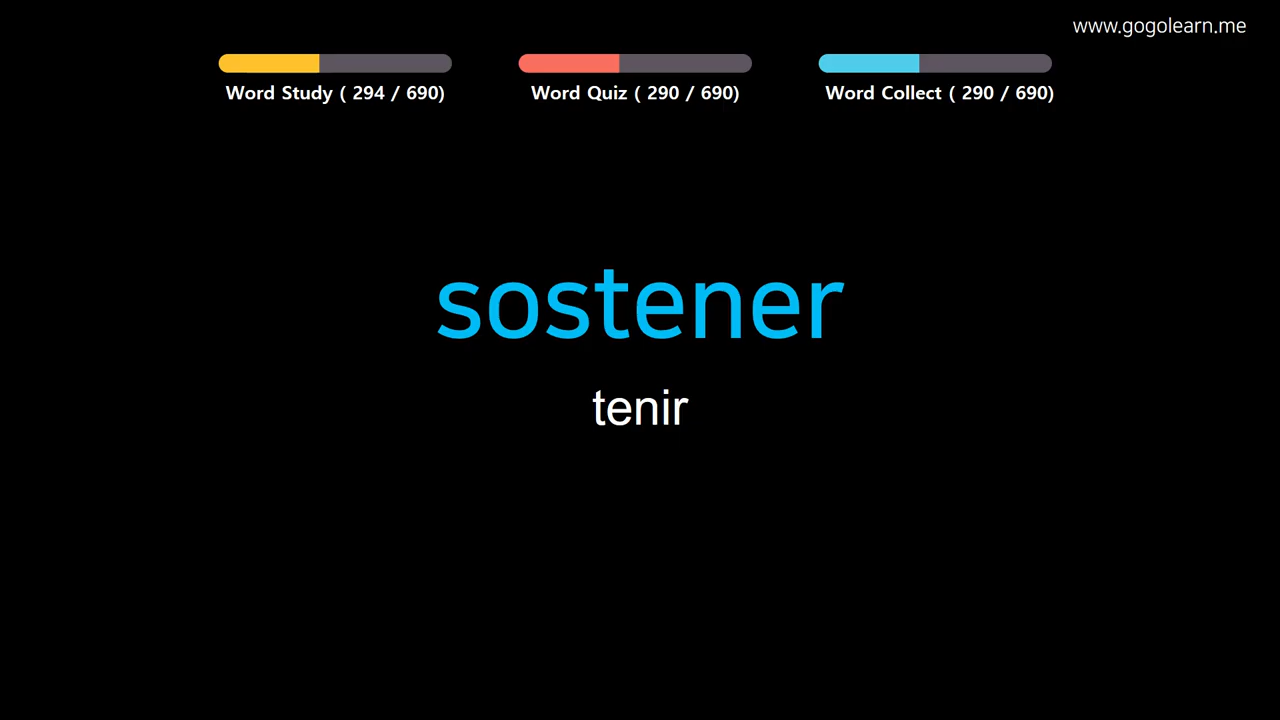 www.gogolearn.me
Word Study ( 294 / 690)
Word Quiz ( 290 / 690)
Word Collect ( 290 / 690)
sostener
tenir